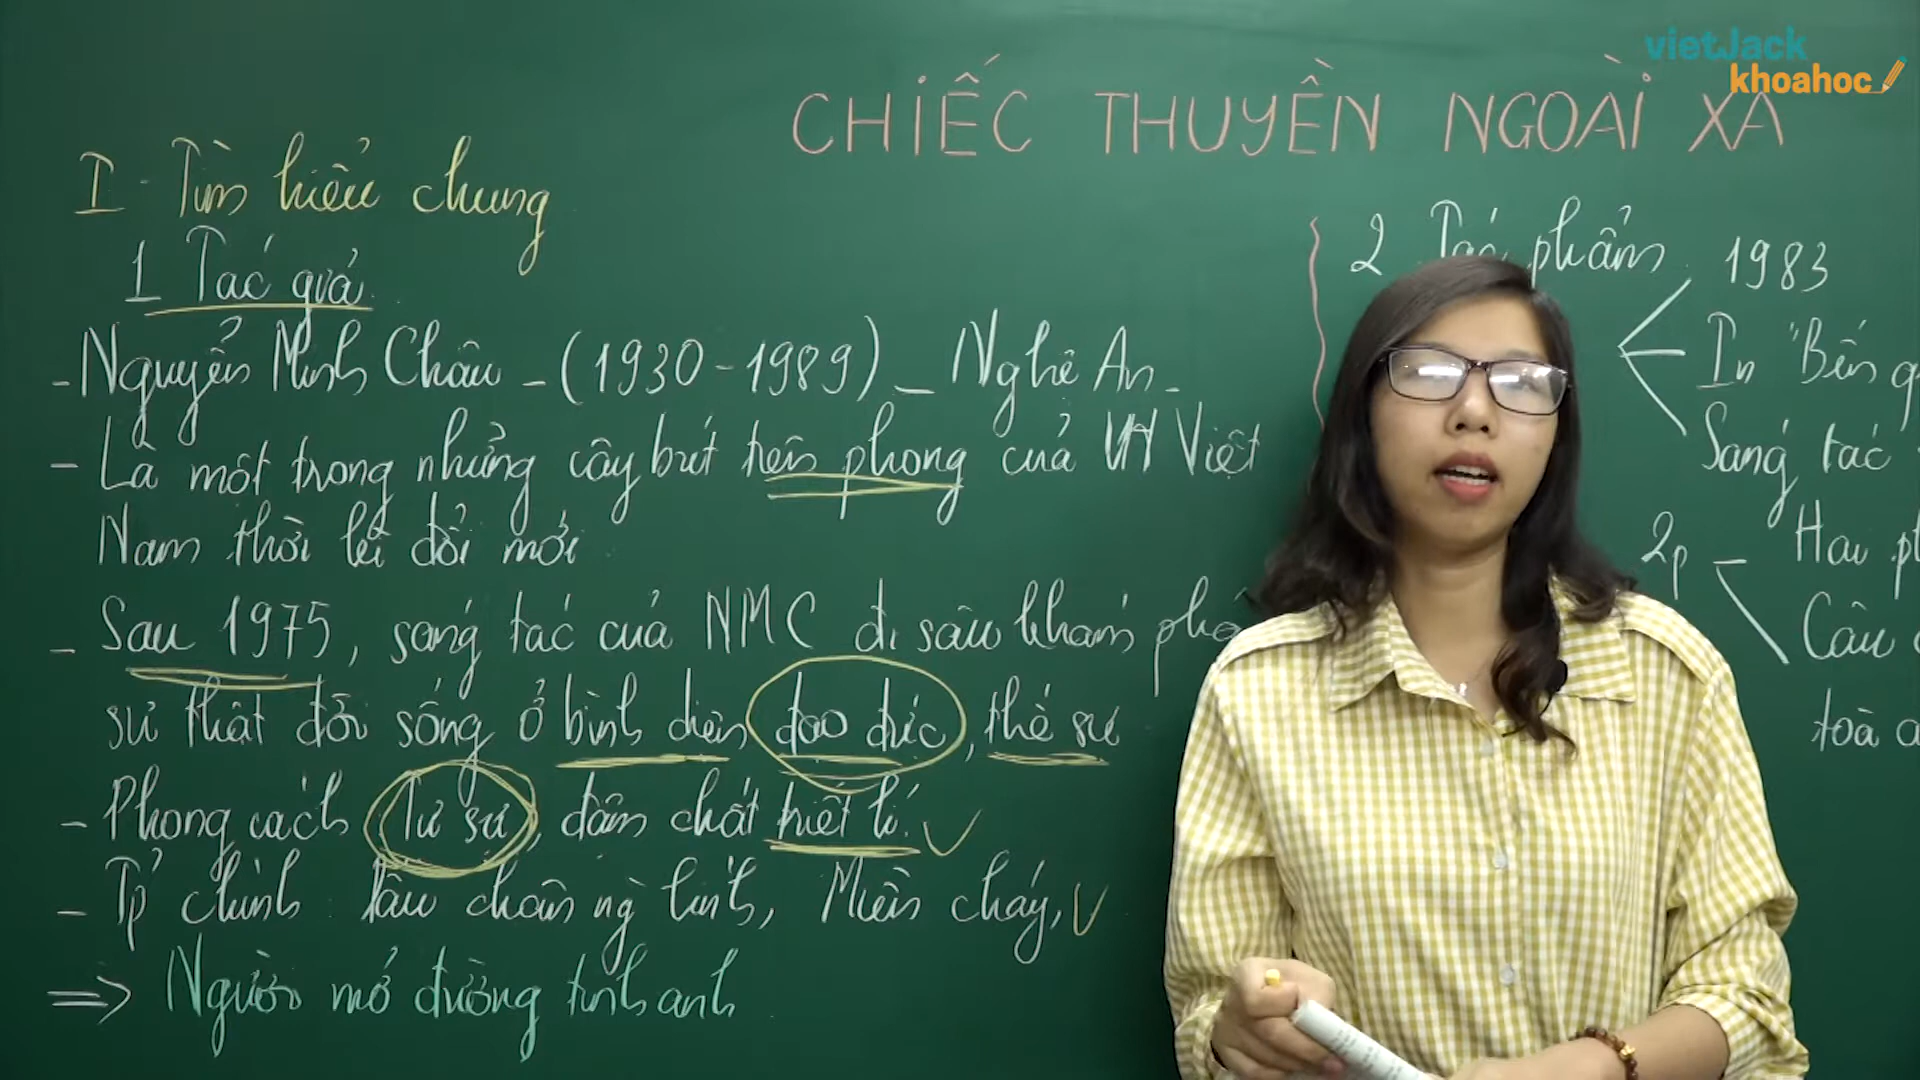 vietJack
khoahoc
CHIẾC THUYỀN NGOÀI XA
I - Tìm hiểu chung
1 Tác giả
- Nguyễn Minh Châu - (1930 - 1989) - Nghệ An -
- Là một trong những cây bút tiên phong của VH Việt
Nam thời kì đổi mới
- Sau 1975, sáng tác của NMC đi sâu khám phá
sự thật đời sống ở bình diện đạo đức, thế sự
- Phong cách Tự sự, đậm chất triết lí.
- Tp chính: Dấu chân ng lính, Miền cháy,
=> Người mở đường tinh anh
2 Tác phẩm
1983
In "Bến q
Sáng tác
2p
Hai ph
Câu
toà a